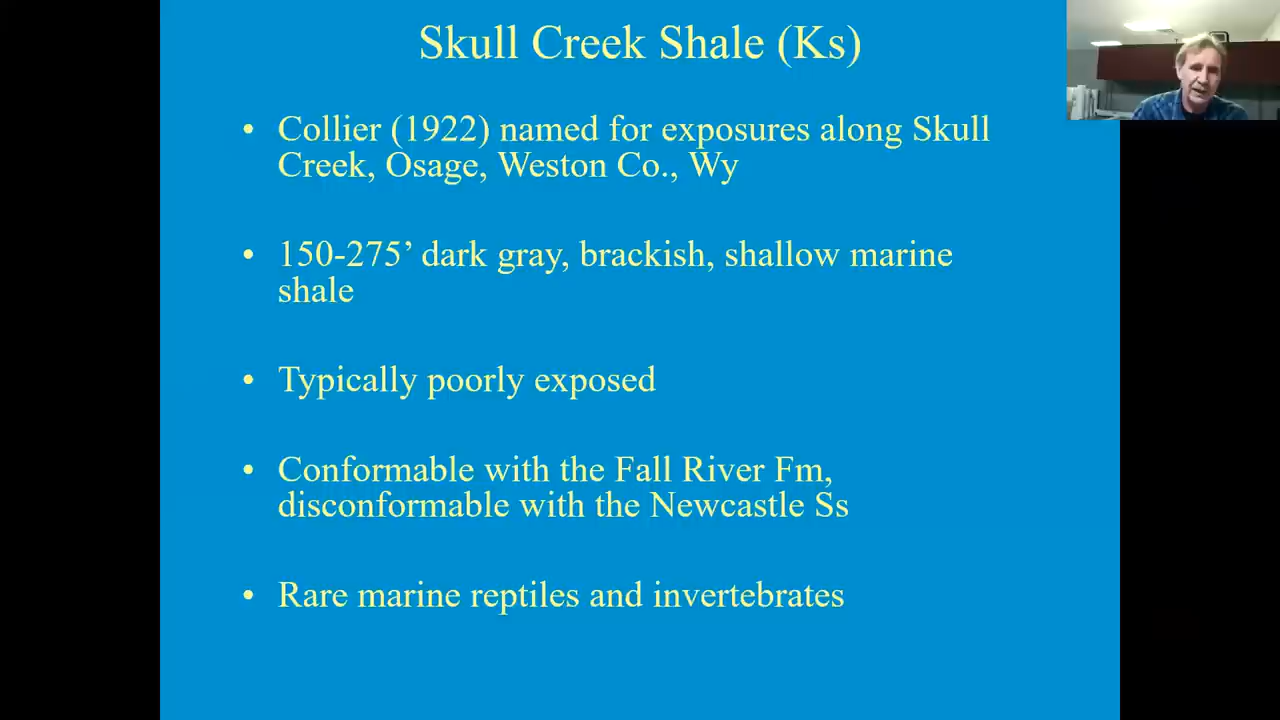 Skull Creek Shale (Ks)
• Collier (1922) named for exposures along Skull
Creek, Osage, Weston Co., Wy
• 150-275’ dark gray, brackish, shallow marine
shale
• Typically poorly exposed
• Conformable with the Fall River Fm,
disconformable with the Newcastle Ss
• Rare marine reptiles and invertebrates